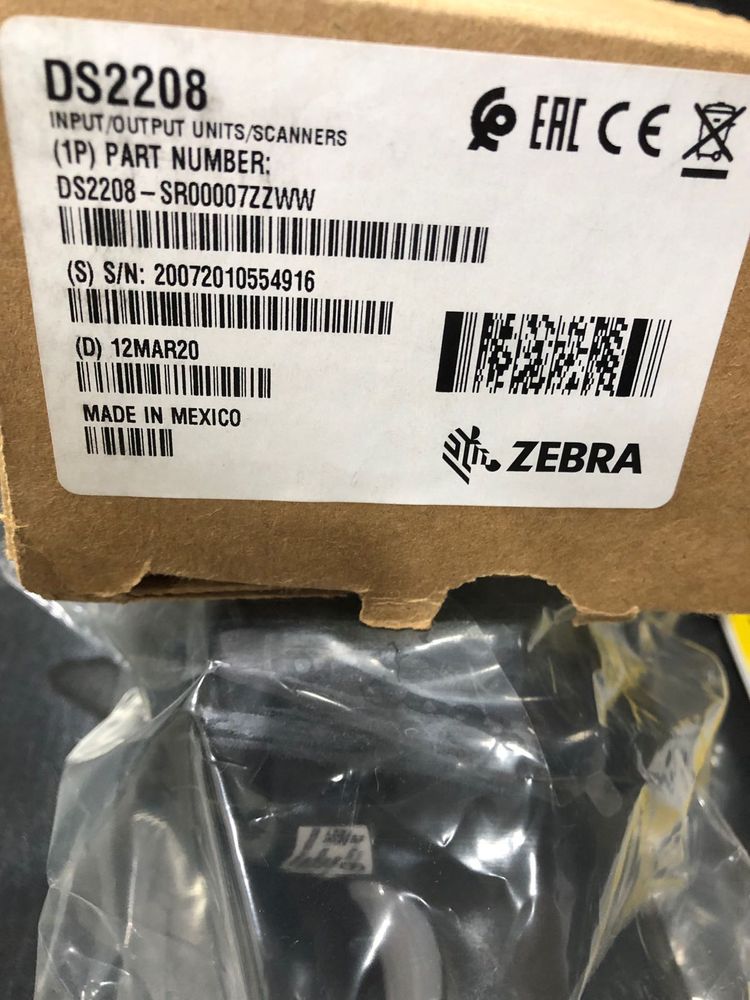 DS2208
INPUT/OUTPUT UNITS/SCANNERS
(1P) PART NUMBER:
DS2208-SR00007ZZWW
(S) S/N: 20072010554916
(D) 12MAR20
MADE IN MEXICO
EAC CE
ZEBRA